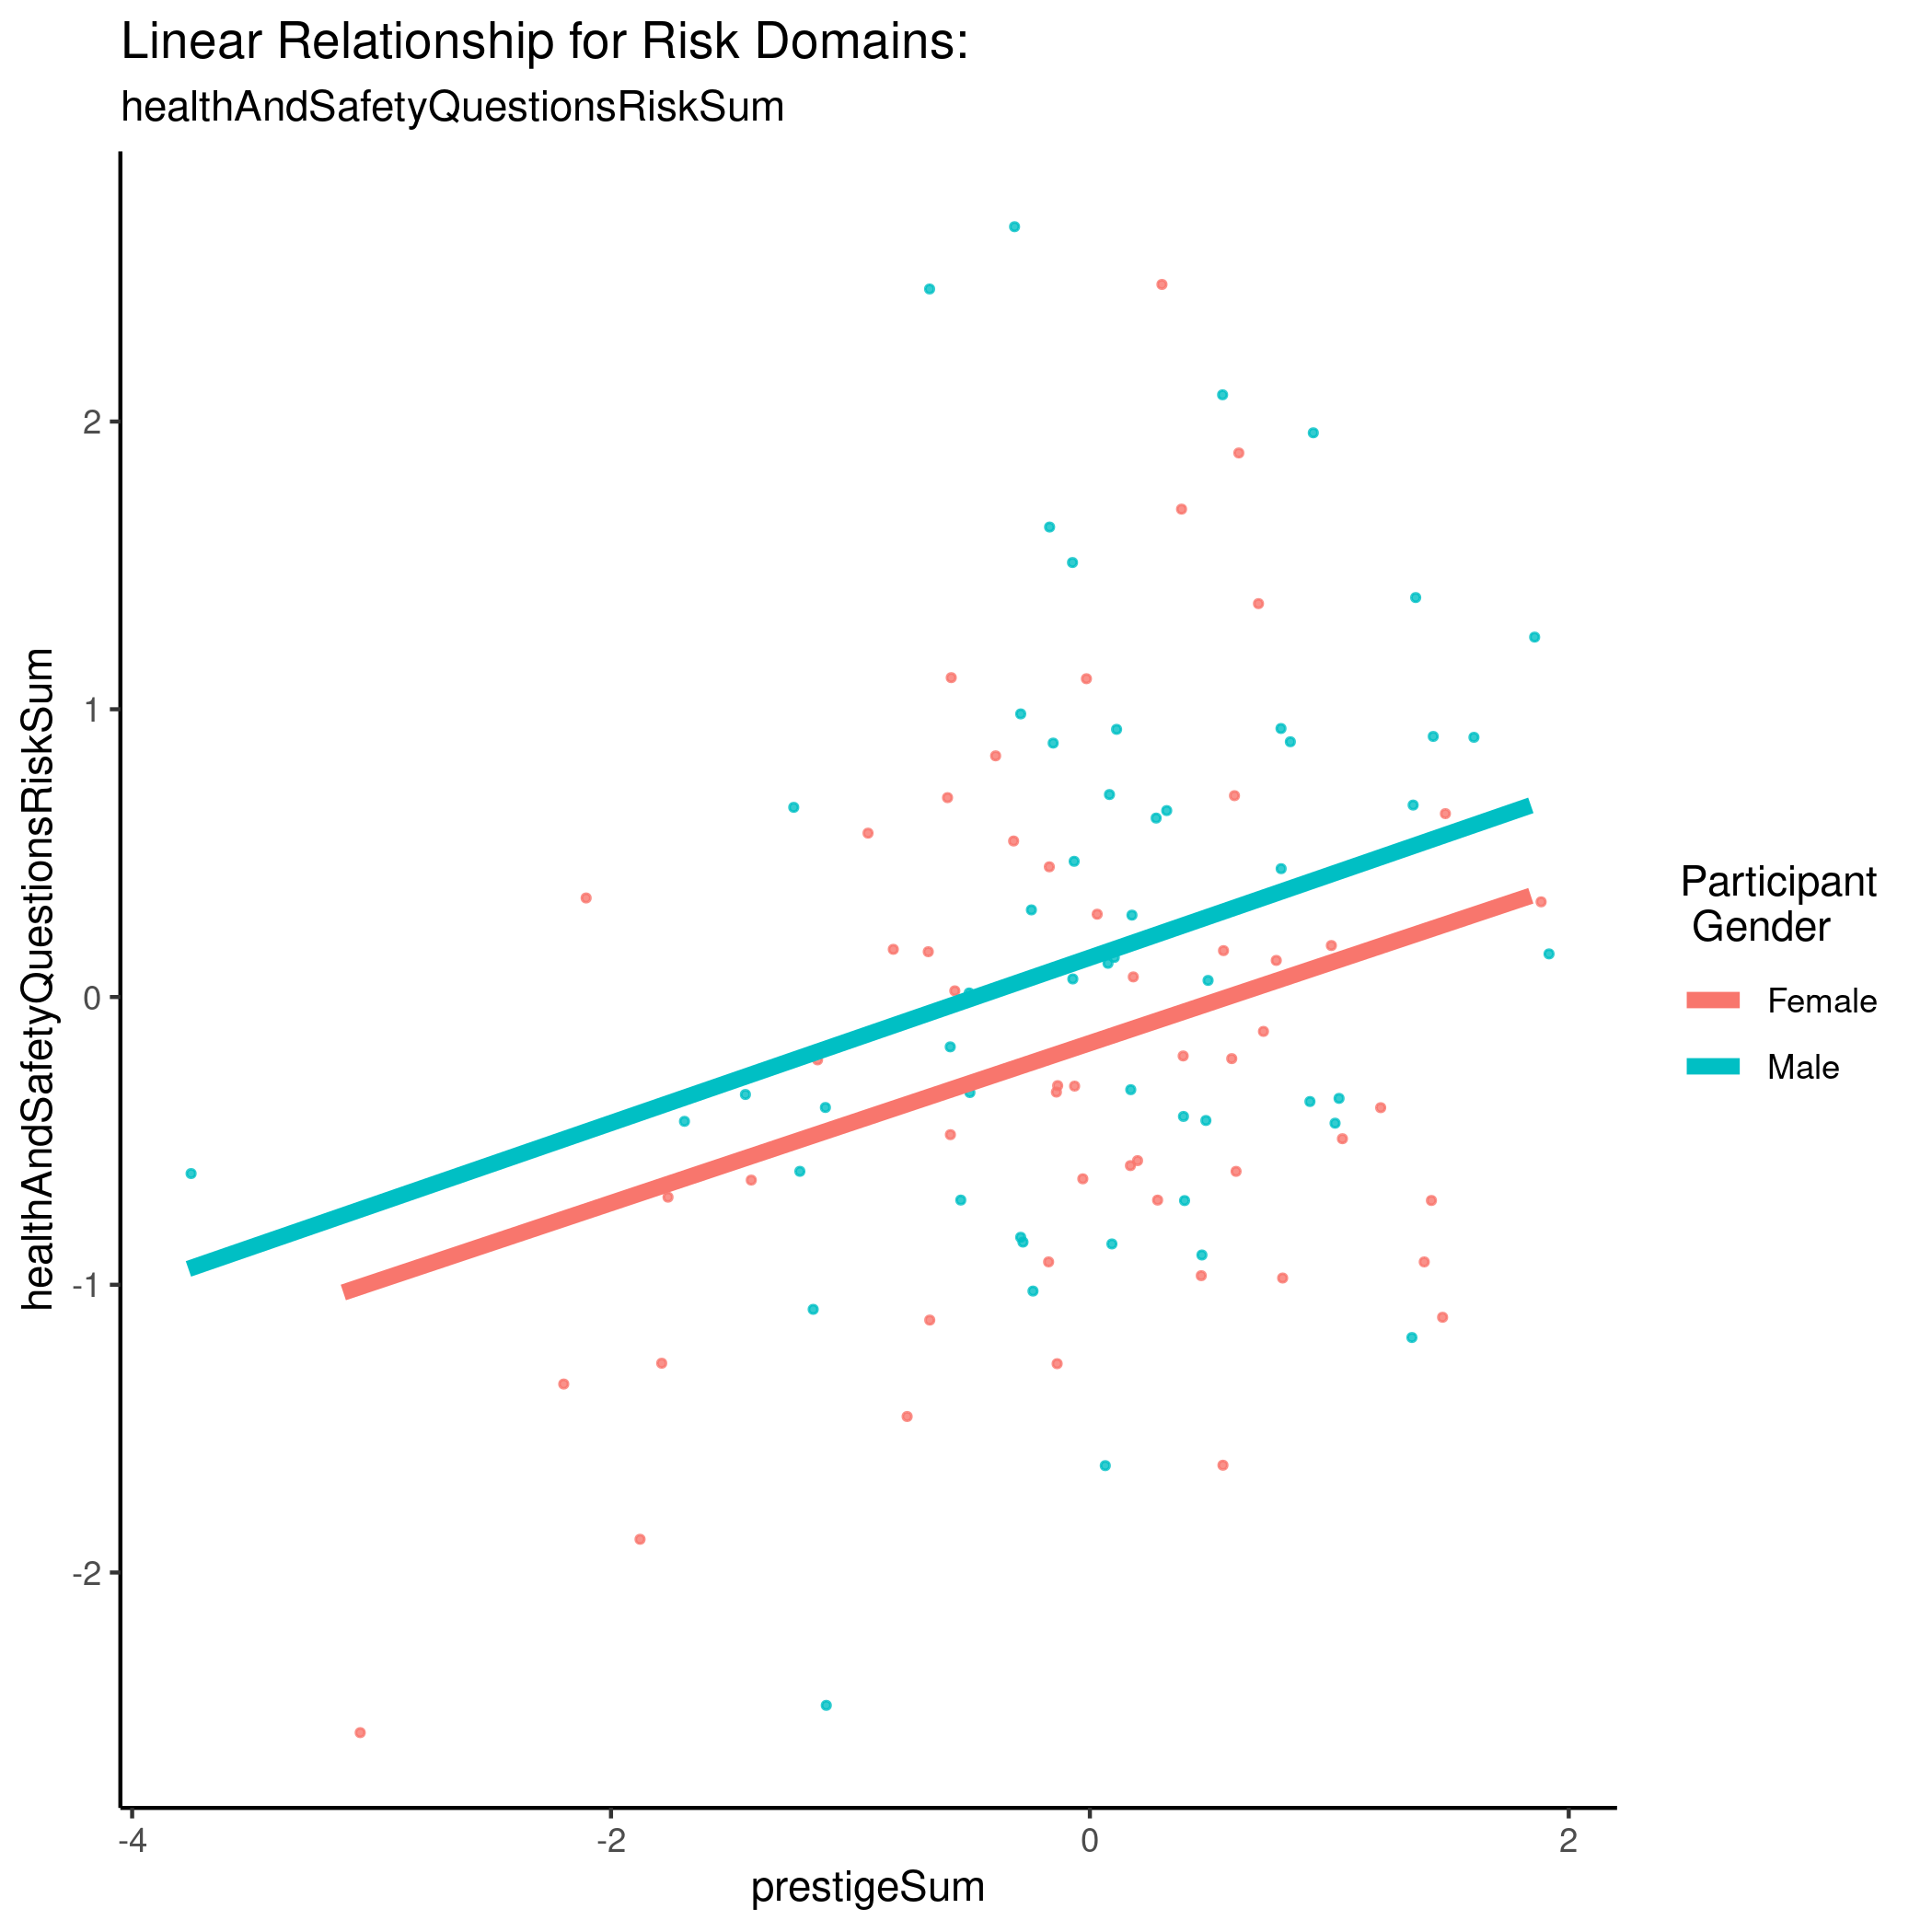 Linear Relationship for Risk Domains:
healthAndSafetyQuestionsRiskSum
healthAndSafetyQuestionsRiskSum
2
1
0
-1
-2
-4
-2
0
2
prestigeSum
Participant
Gender
Female
Male